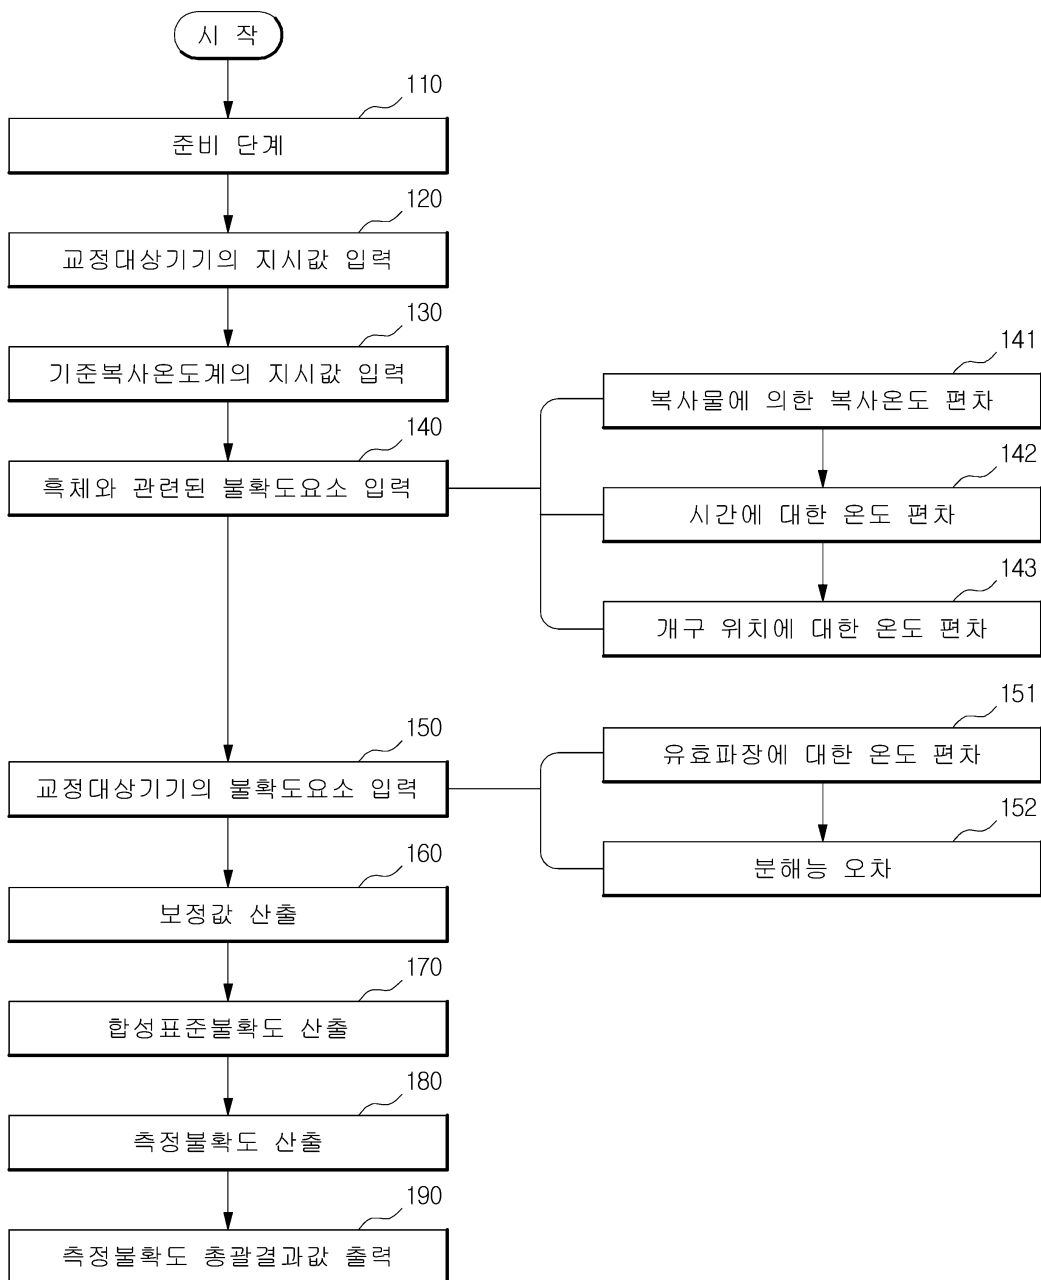 시 작
110
준비 단계
120
교정대상기기의 지시값 입력
130
기준복사온도계의 지시값 입력
140
흑체와 관련된 불확도요소 입력
141
복사물에 의한 복사온도 편차
142
시간에 대한 온도 편차
143
개구 위치에 대한 온도 편차
150
교정대상기기의 불확도요소 입력
151
유효파장에 대한 온도 편차
152
분해능 오차
160
보정값 산출
170
합성표준불확도 산출
180
측정불확도 산출
190
측정불확도 총괄결과값 출력